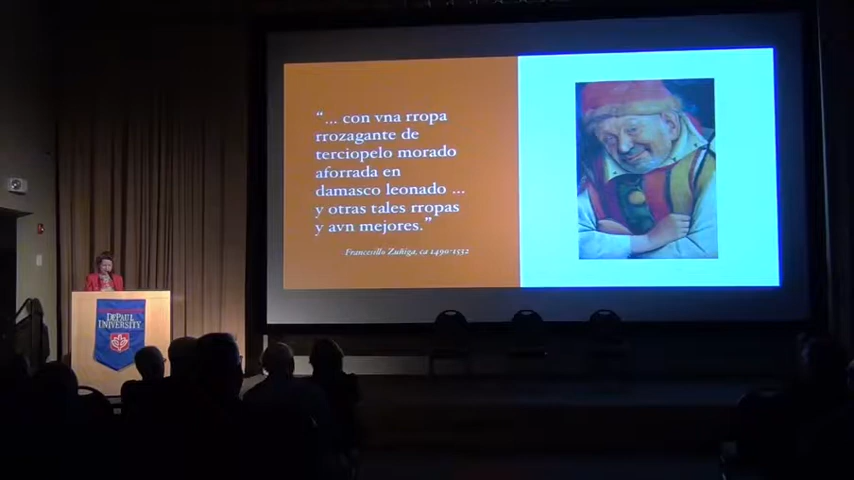 “... con vna rropa
rrozagante de
terciopelo morado
aforrada en
damasco leonado ...
y otras tales rropas
y avn mejores.”
Francesillo Zuñiga, ca 1490-1532
DEPAUL
UNIVERSITY